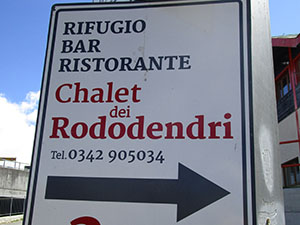 RIFUGIO
BAR
RISTORANTE
Chalet
dei
Rododendri
Tel. 0342 905034